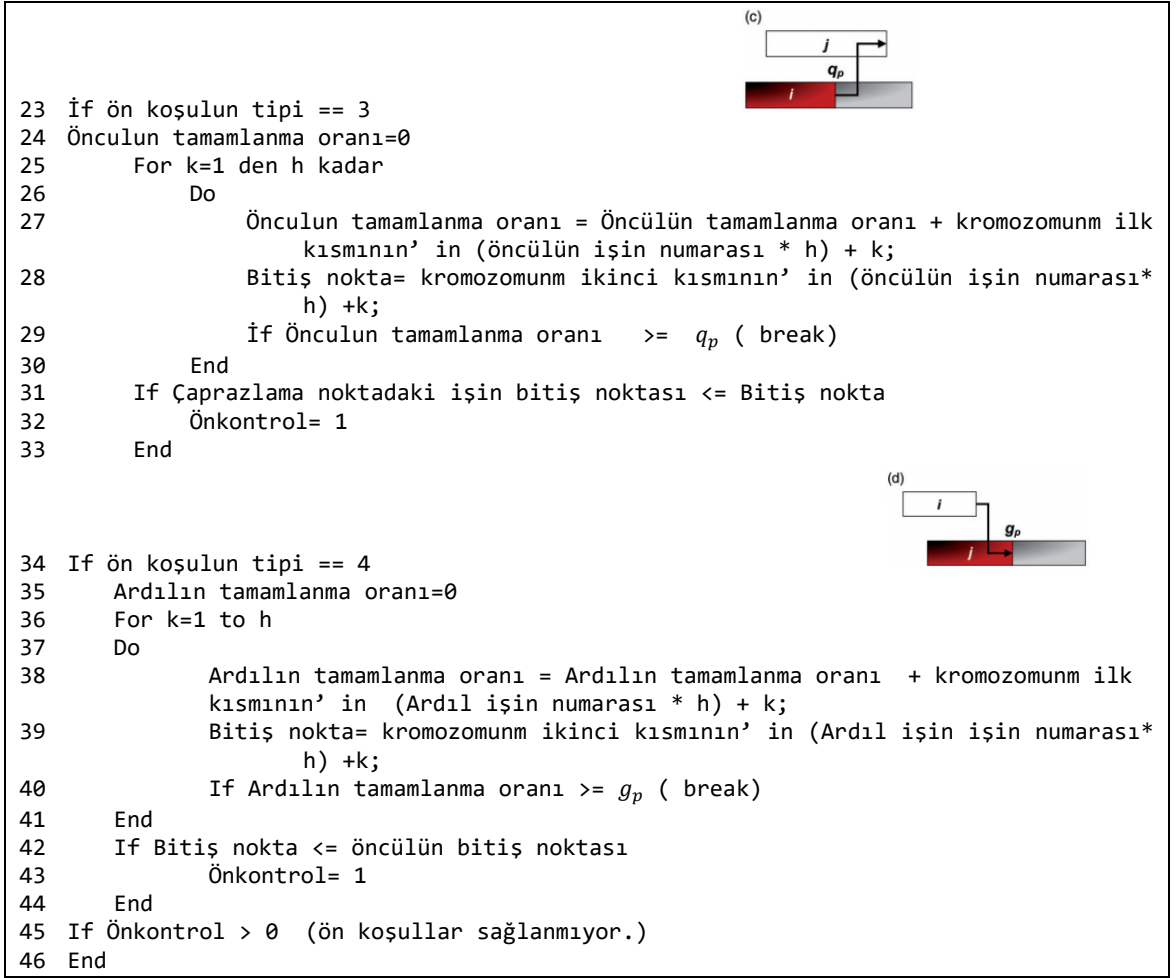 (c)
j
qp
i
23 İf ön koşulun tipi == 3
24 Önculun tamamlanma oranı=0
25 For k=1 den h kadar
26 Do
27 Önculun tamamlanma oranı = Öncülün tamamlanma oranı + kromozomunm ilk
kısmının’ in (öncülün işin numarası * h) + k;
28 Bitiş nokta= kromozomunm ikinci kısmının’ in (öncülün işin numarası*
h) +k;
29 İf Önculun tamamlanma oranı >= qp ( break)
30 End
31 If Çaprazlama noktadaki işin bitiş noktası <= Bitiş nokta
32 Önkontrol= 1
33 End
(d)
i
gp
j
34 If ön koşulun tipi == 4
35 Ardılın tamamlanma oranı=0
36 For k=1 to h
37 Do
38 Ardılın tamamlanma oranı = Ardılın tamamlanma oranı + kromozomunm ilk
kısmının’ in (Ardıl işin numarası * h) + k;
39 Bitiş nokta= kromozomunm ikinci kısmının’ in (Ardıl işin işin numarası*
h) +k;
40 If Ardılın tamamlanma oranı >= gp ( break)
41 End
42 If Bitiş nokta <= öncülün bitiş noktası
43 Önkontrol= 1
44 End
45 If Önkontrol > 0 (ön koşullar sağlanmıyor.)
46 End